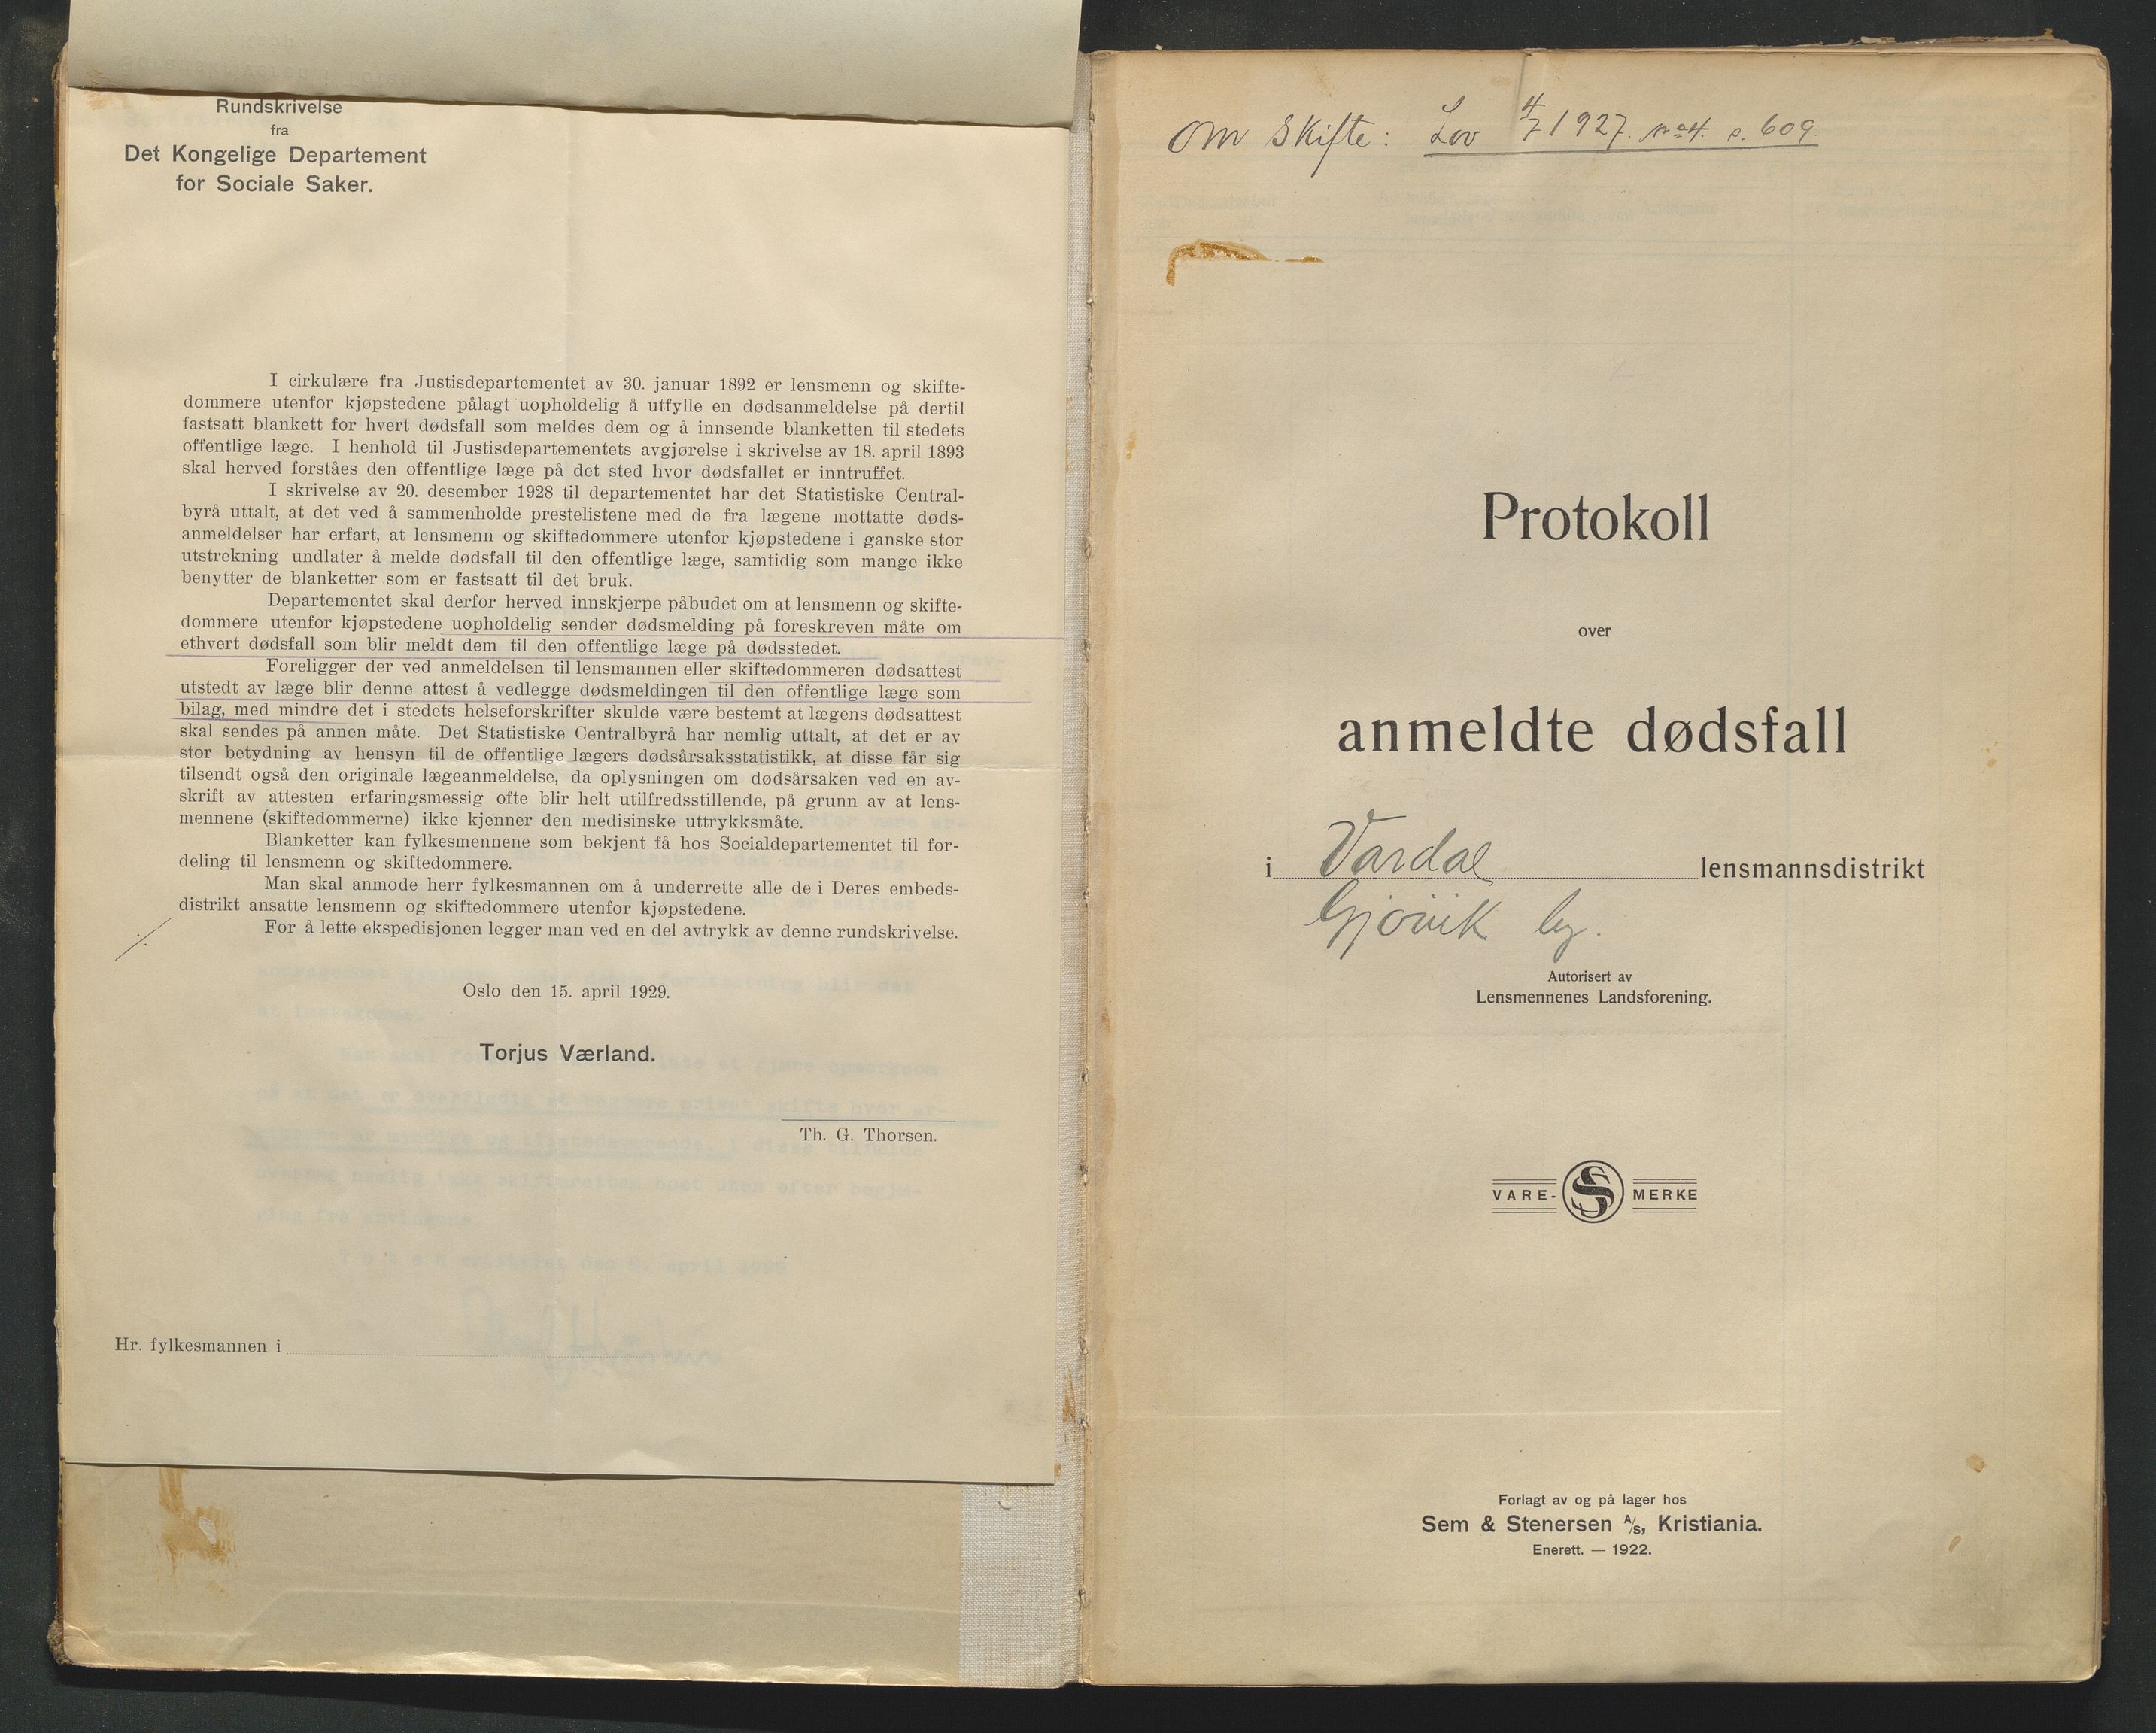 Rundskrivelse
fra
Det Kongelige Departement
for Sociale Saker.
I cirkulære fra Justisdepartementet av 30. januar 1892 er lensmenn og skifte-
dommere utenfor kjøpstedene pålagt uopholdelig å utfylle en dødsanmeldelse på dertil
fastsatt blankett for hvert dødsfall som meldes dem og å innsende blanketten til stedets
offentlige læge. I henhold til Justisdepartementets avgjørelse i skrivelse av 18. april 1893
skal herved forståes den offentlige læge på det sted hvor dødsfallet er inntruffet.
I skrivelse av 20. desember 1928 til departementet har det Statistiske Central-
byrå uttalt, at det ved å sammenholde prestelistene med de fra lægene mottatte døds-
anmeldelser har erfart, at lensmenn og skiftedommere utenfor kjøpstedene i ganske stor
utstrekning undlater å melde dødsfall til den offentlige læge, samtidig som mange ikke
benytter de blanketter som er fastsatt til det bruk.
Departementet skal derfor herved innskjerpe påbudet om at lensmenn og skifte-
dommere utenfor kjøpstedene uopholdelig sender dødsmelding på foreskreven måte om
ethvert dødsfall som blir meldt dem til den offentlige læge på dødsstedet.
Foreligger der ved anmeldelsen til lensmannen eller skiftedommeren dødsattest
utstedt av læge blir denne attest å vedlegge dødsmeldingen til den offentlige læge som
bilag, med mindre det i stedets helseforskrifter skulde være bestemt at lægens dødsattest
skal sendes på annen måte. Det Statistiske Centralbyrå har nemlig uttalt, at det er av
stor betydning av hensyn til de offentlige lægers dødsårsaksstatistikk, at disse får sig
tilsendt også den originale lægeanmeldelse, da oplysningen om dødsårsaken ved en av-
skrift av attesten erfaringsmessig ofte blir helt utilfredsstillende, på grunn av at lens-
mennene (skiftedommerne) ikke kjenner den medisinske uttrykksmåte.
Blanketter kan fylkesmennene som bekjent få hos Socialdepartementet til for-
deling til lensmenn og skiftedommere.
Man skal anmode herr fylkesmannen om å underrette alle de i Deres embeds-
distrikt ansatte lensmenn og skiftedommere utenfor kjøpstedene.
For å lette ekspedisjonen legger man ved en del avtrykk av denne rundskrivelse.
Oslo den 15. april 1929.
Torjus Værland.
Th. G. Thorsen.
Hr. fylkesmannen i
Om Skifte: Lov 4/7 1927. no 4. s. 609.
Protokoll
over
anmeldte dødsfall
i Vardal lensmannsdistrikt
Gjøvik by.
Autorisert av
Lensmennenes Landsforening.
VARE- SS MERKE
Forlagt av og på lager hos
Sem & Stenersen A/S, Kristiania.
Enerett. — 1922.